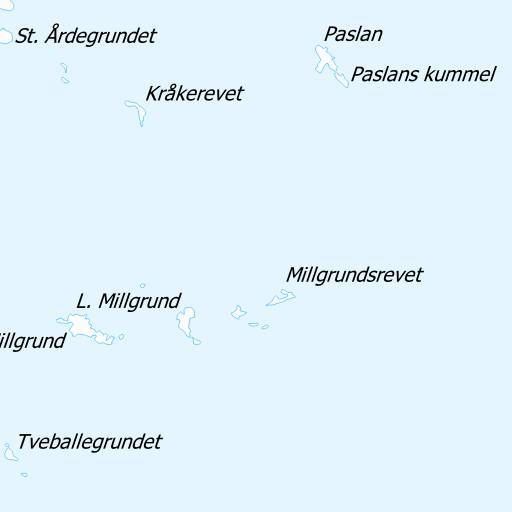 Paslan
St. Årdegrundet
Paslans kummel
Kråkerevet
Millgrundsrevet
L. Millgrund
illgrund
Tveballegrundet